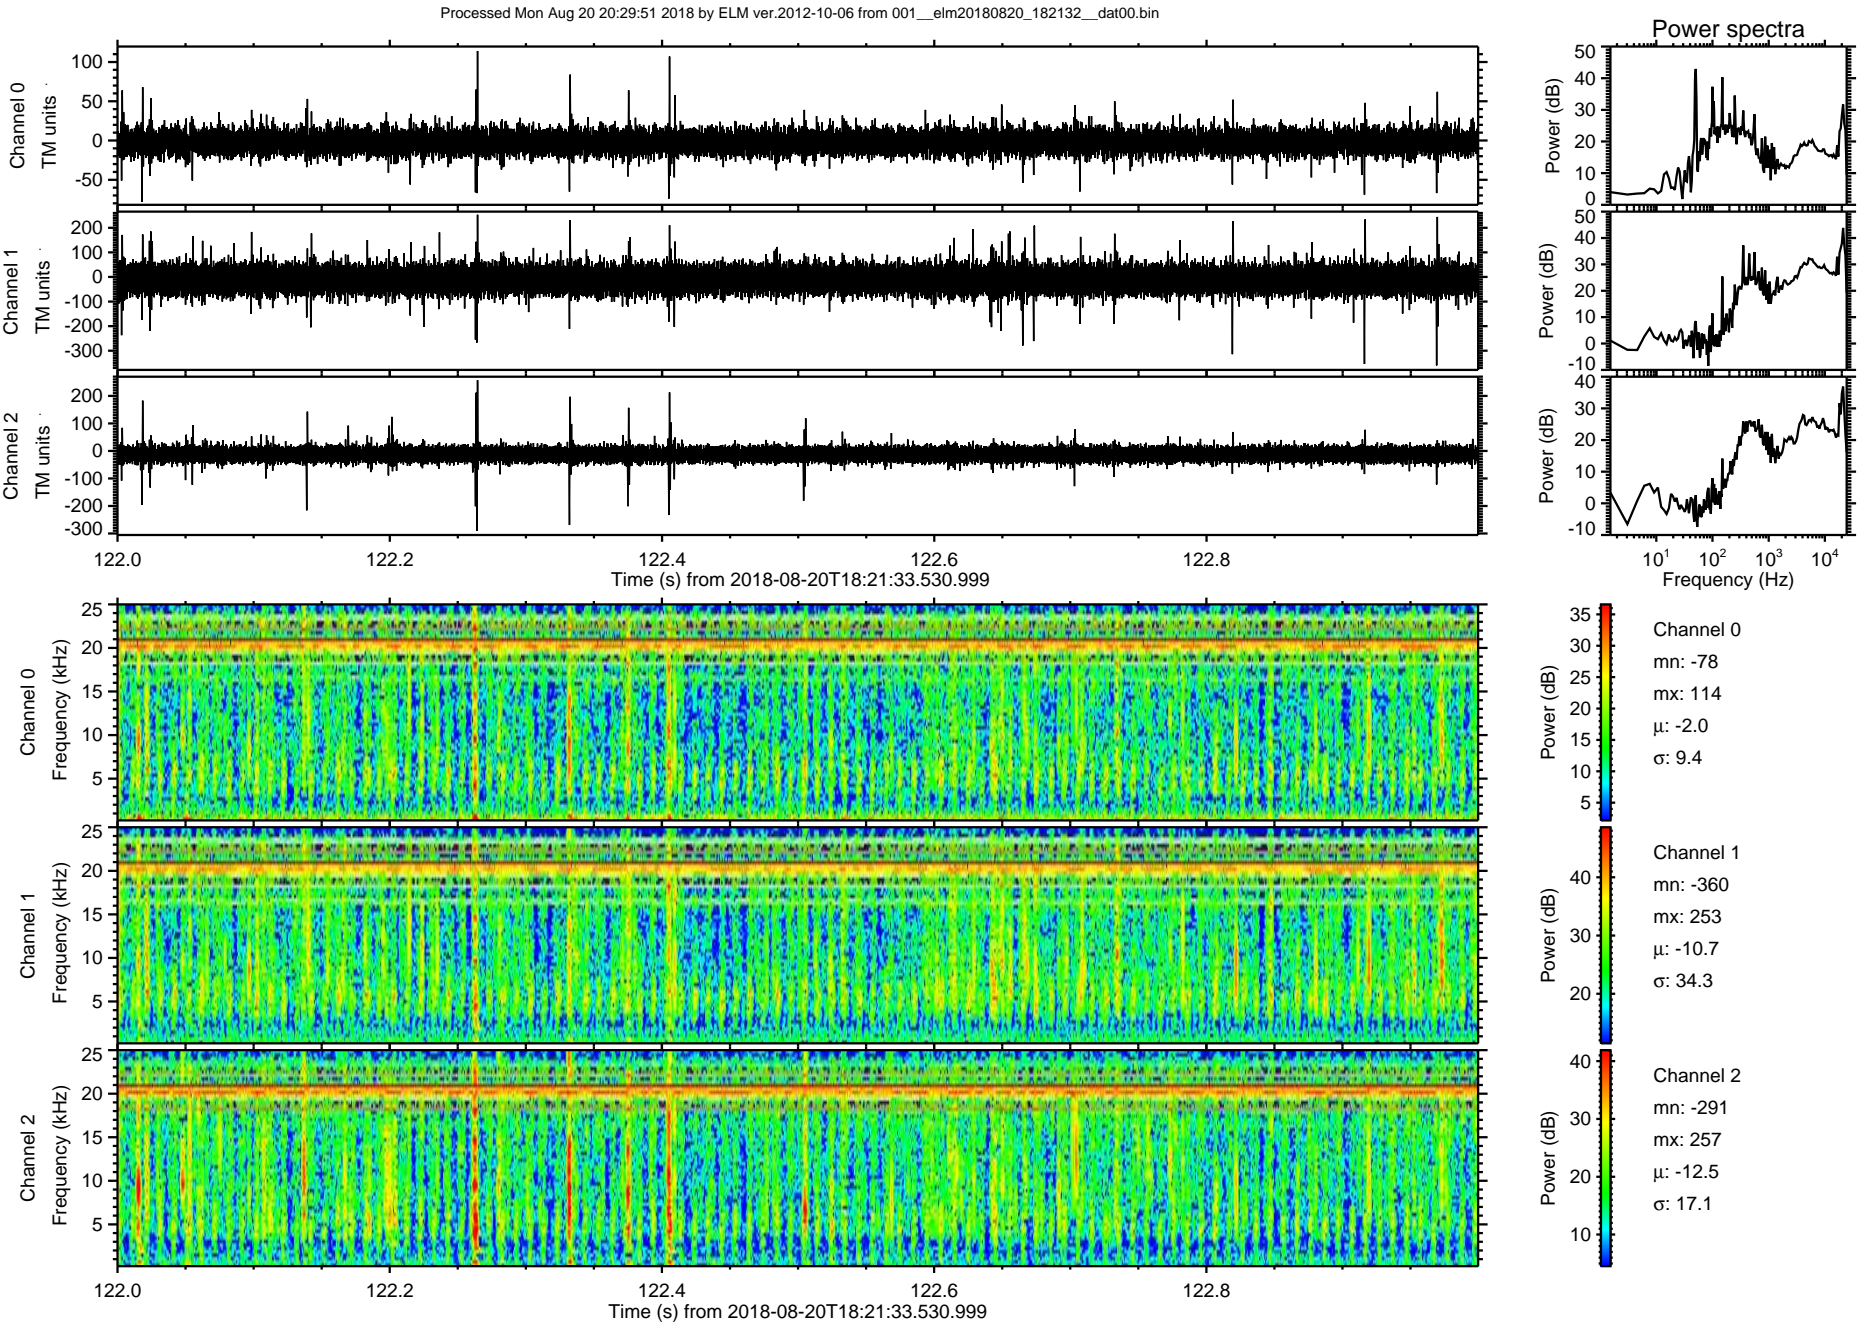 Processed Mon Aug 20 20:29:51 2018 by ELM ver.2012-10-06 from 001__elm20180820_182132__dat00.bin
Power spectra
Channel 0
TM units
100
50
0
-50
Power (dB)
50
40
30
20
10
0
Channel 1
TM units
200
100
0
-100
-200
-300
Power (dB)
50
40
30
20
10
0
-10
Channel 2
TM units
200
100
0
-100
-200
-300
Power (dB)
40
30
20
10
0
-10
122.0 122.2 122.4 122.6 122.8
Time (s) from 2018-08-20T18:21:33.530.999
10¹ 10² 10³ 10⁴
Frequency (Hz)
Channel 0
Frequency (kHz)
25
20
15
10
5
Power (dB)
35
30
25
20
15
10
5
Channel 0
mn: -78
mx: 114
μ: -2.0
σ: 9.4
Channel 1
Frequency (kHz)
25
20
15
10
5
Power (dB)
40
30
20
Channel 1
mn: -360
mx: 253
μ: -10.7
σ: 34.3
Channel 2
Frequency (kHz)
25
20
15
10
5
Power (dB)
40
30
20
10
Channel 2
mn: -291
mx: 257
μ: -12.5
σ: 17.1
122.0 122.2 122.4 122.6 122.8
Time (s) from 2018-08-20T18:21:33.530.999